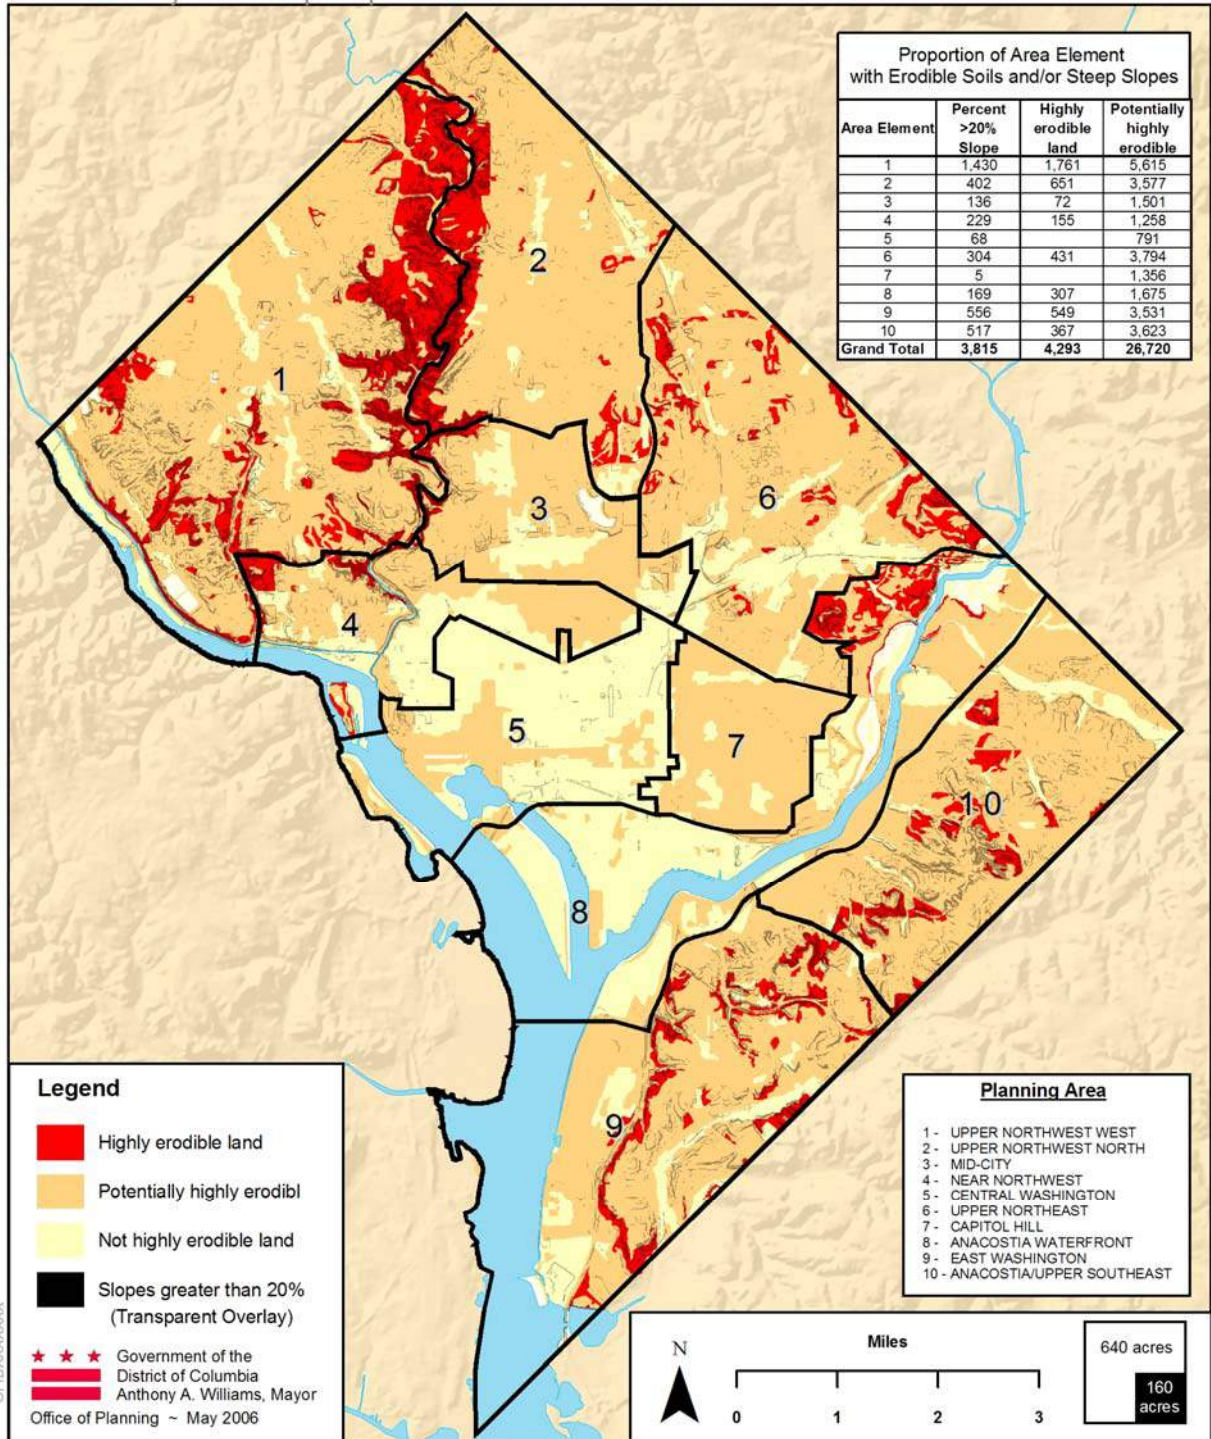 Proportion of Area Element
with Erodible Soils and/or Steep Slopes
Area Element Percent >20% Slope Highly erodible land Potentially highly erodible
1 1,430 1,761 5,615
2 402 651 3,577
3 136 72 1,501
4 229 155 1,258
5 68 791
6 304 431 3,794
7 5 1,356
8 169 307 1,675
9 556 549 3,531
10 517 367 3,623
Grand Total 3,815 4,293 26,720
2
1
3
6
4
5
7
10
8
9
Legend
Highly erodible land
Potentially highly erodibl
Not highly erodible land
Slopes greater than 20%
(Transparent Overlay)
Government of the
District of Columbia
Anthony A. Williams, Mayor
Office of Planning ~ May 2006
Planning Area
1 - UPPER NORTHWEST WEST
2 - UPPER NORTHWEST NORTH
3 - MID-CITY
4 - NEAR NORTHWEST
5 - CENTRAL WASHINGTON
6 - UPPER NORTHEAST
7 - CAPITOL HILL
8 - ANACOSTIA WATERFRONT
9 - EAST WASHINGTON
10 - ANACOSTIA/UPPER SOUTHEAST
N
Miles
0 1 2 3
640 acres
160
acres